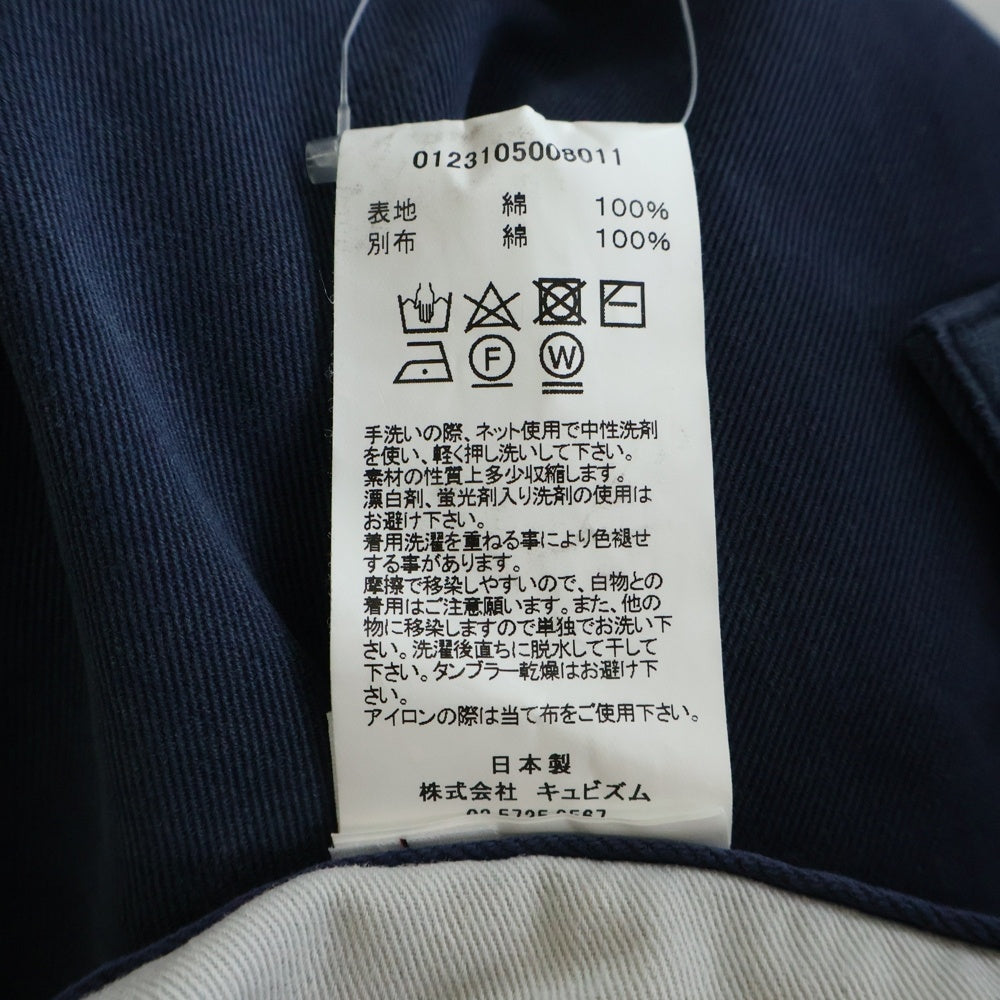 0123105008011
表地 綿 100%
別布 綿 100%
F W
手洗いの際、ネット使用で中性洗剤
を使い、軽く押し洗いして下さい。
素材の性質上多少収縮します。
漂白剤、蛍光剤入り洗剤の使用は
お避け下さい。
着用洗濯を重ねる事により色褪せ
する事があります。
摩擦で移染しやすいので、白物との
着用はご注意願います。また、他の
物に移染しますので単独でお洗い下
さい。洗濯後直ちに脱水して干して
下さい。タンブラー乾燥はお避け下
さい。
アイロンの際は当て布をご使用下さい。
日本製
株式会社 キュビズム